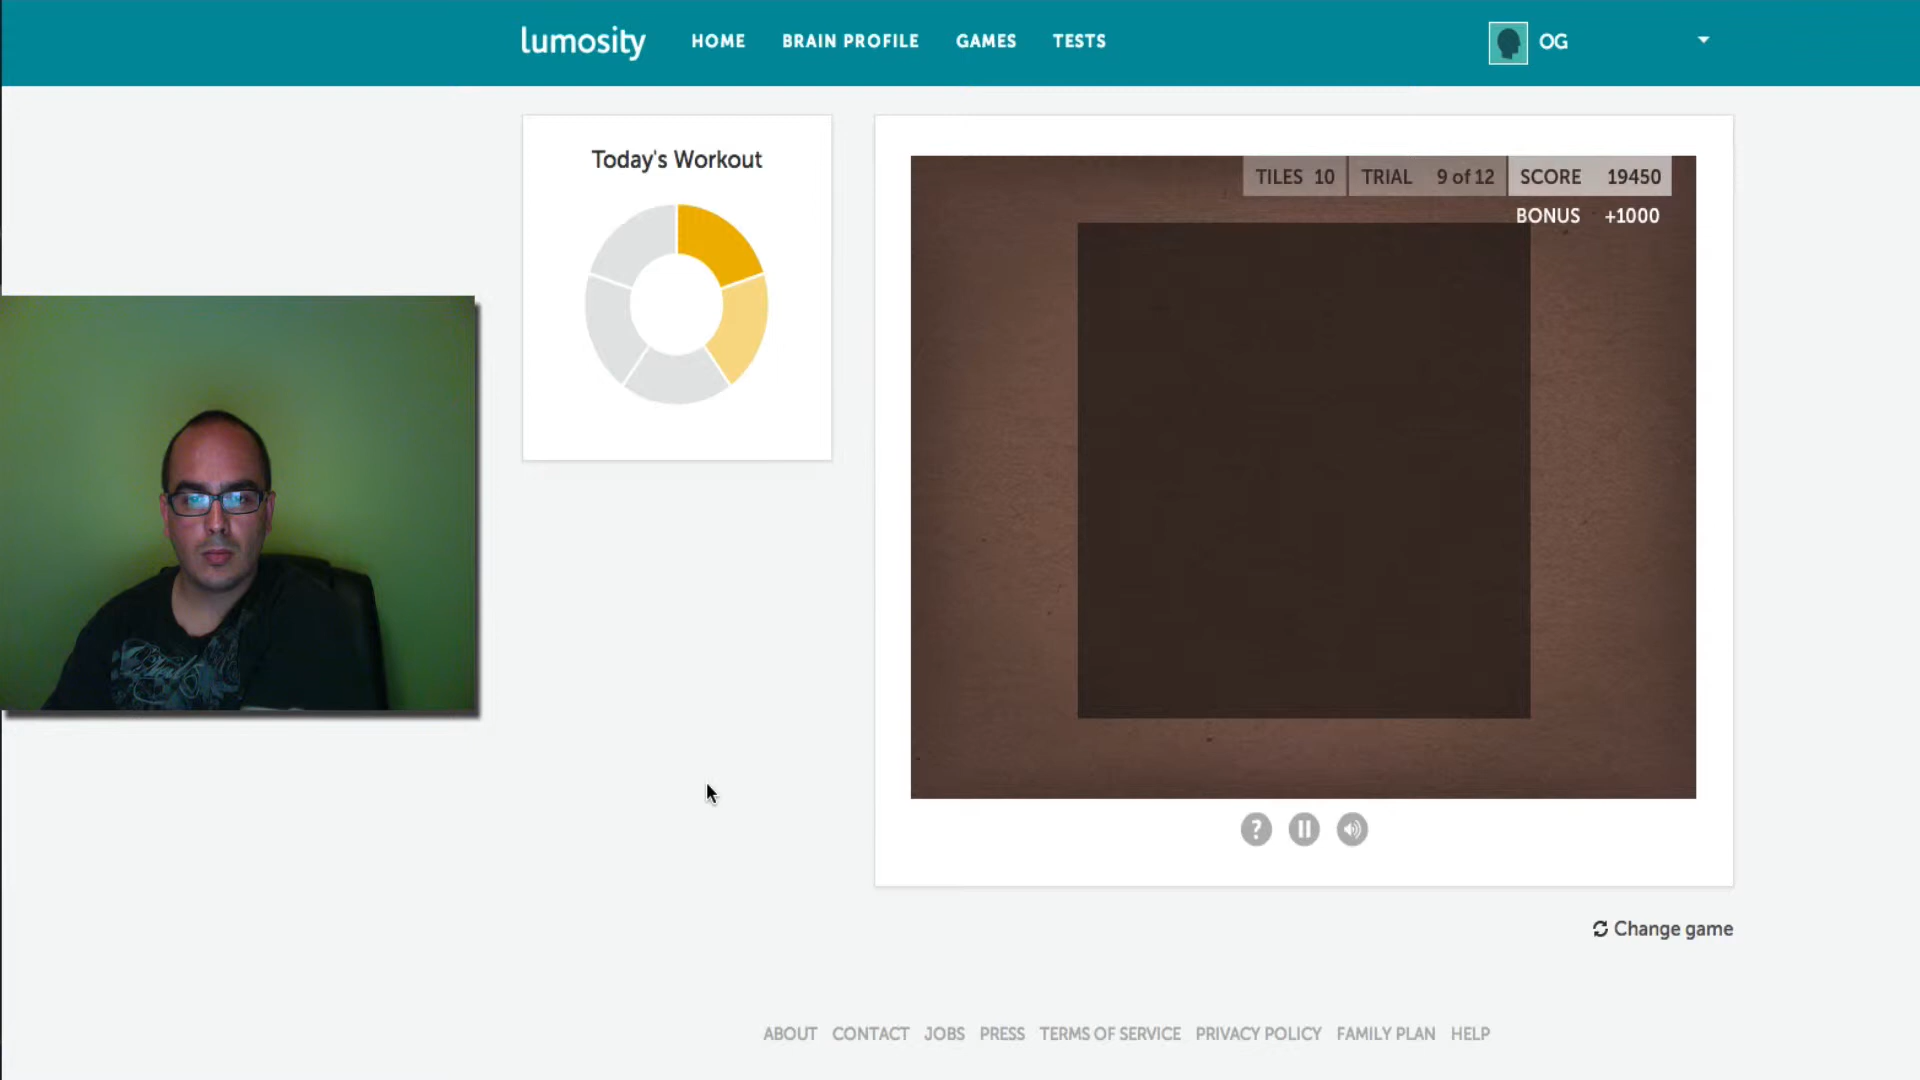 lumosity HOME BRAIN PROFILE GAMES TESTS OG
Today's Workout
TILES 10 TRIAL 9 of 12 SCORE 19450
BONUS +1000
?
Change game
ABOUT CONTACT JOBS PRESS TERMS OF SERVICE PRIVACY POLICY FAMILY PLAN HELP